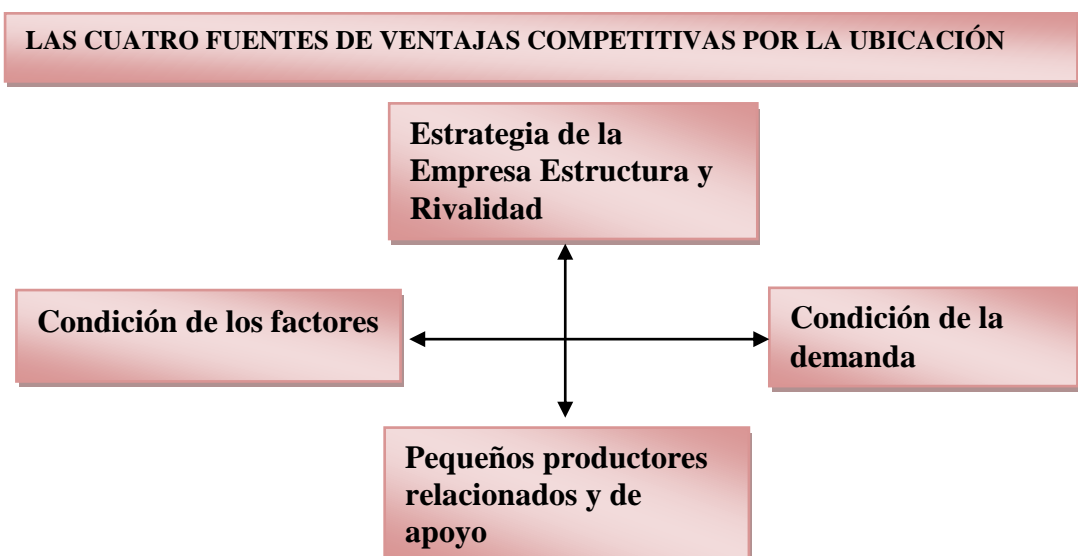 LAS CUATRO FUENTES DE VENTAJAS COMPETITIVAS POR LA UBICACIÓN
Estrategia de la
Empresa Estructura y
Rivalidad
Condición de los factores
Condición de la
demanda
Pequeños productores
relacionados y de
apoyo